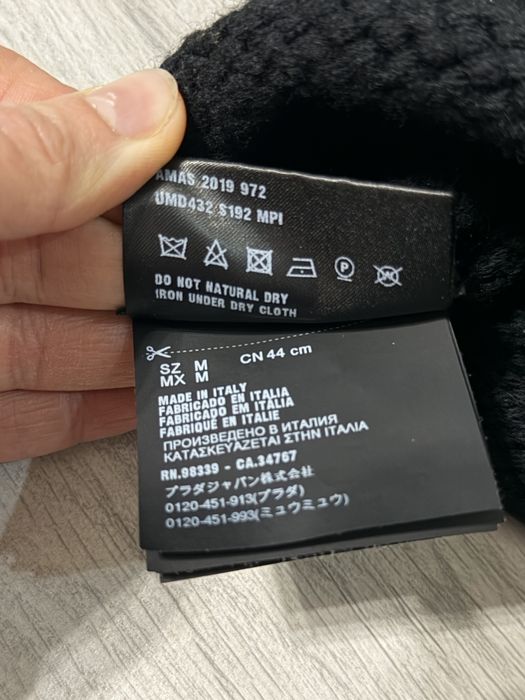 AMAS 2019 972
UMD432 S192 MPI
P
W
DO NOT NATURAL DRY
IRON UNDER DRY CLOTH
SZ M CN 44 cm
MX M
MADE IN ITALY
FABRICADO EN ITALIA
FABRICADO EM ITALIA
FABRIQUÉ EN ITALIE
ПРОИЗВЕДЕНО В ИТАЛИЯ
ΚΑΤΑΣΚΕΥΑΖΕΤΑΙ ΣΤΗΝ ΙΤΑΛΙΑ
RN.98339 - CA.34767
プラダジャパン株式会社
0120-451-913(プラダ)
0120-451-993(ミュウミュウ)